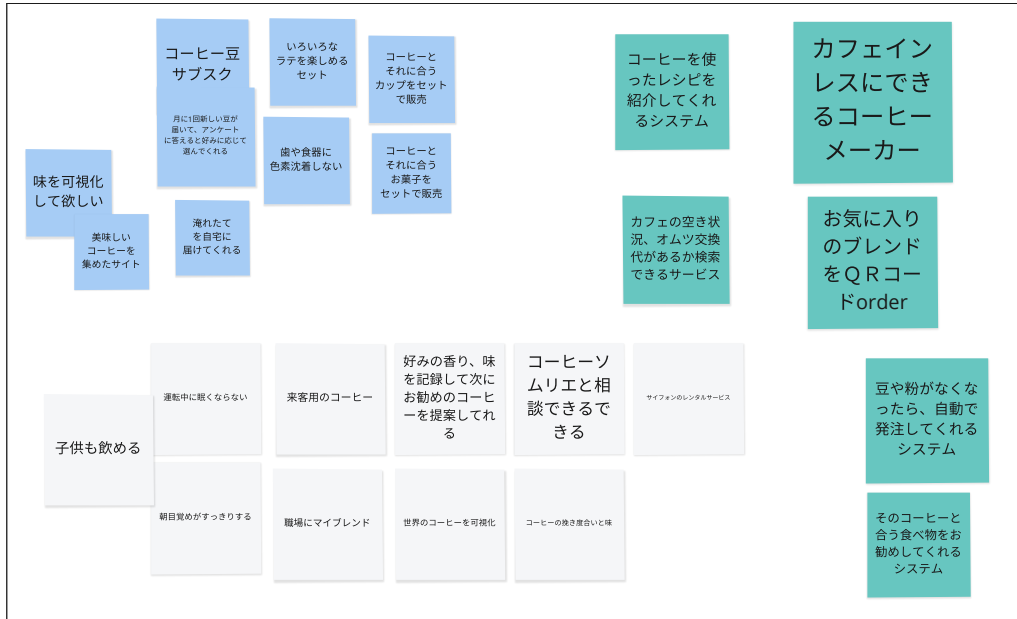 コーヒー豆
サブスク
月に1回新しい豆が
届いて、アンケート
に答えると好みに応じて
選んでくれる
いろいろな
ラテを楽しめる
セット
コーヒーと
それに合う
カップをセット
で販売
歯や食器に
色素沈着しない
コーヒーと
それに合う
お菓子を
セットで販売
味を可視化
して欲しい
美味しい
コーヒーを
集めたサイト
淹れたて
を自宅に
届けてくれる
コーヒーを使
ったレシピを
紹介してくれ
るシステム
カフェイン
レスにでき
るコーヒー
メーカー
カフェの空き状
況、オムツ交換
代があるか検索
できるサービス
お気に入り
のブレンド
をＱＲコー
ドorder
豆や粉がなくな
ったら、自動で
発注してくれる
システム
そのコーヒーと
合う食べ物をお
勧めしてくれる
システム
子供も飲める
運転中に眠くならない
来客用のコーヒー
好みの香り、味
を記録して次に
お勧めのコーヒ
ーを提案してれ
る
コーヒーソ
ムリエと相
談できるで
きる
サイフォンのレンタルサービス
朝目覚めがすっきりする
職場にマイブレンド
世界のコーヒーを可視化
コーヒーの挽き度合いと味